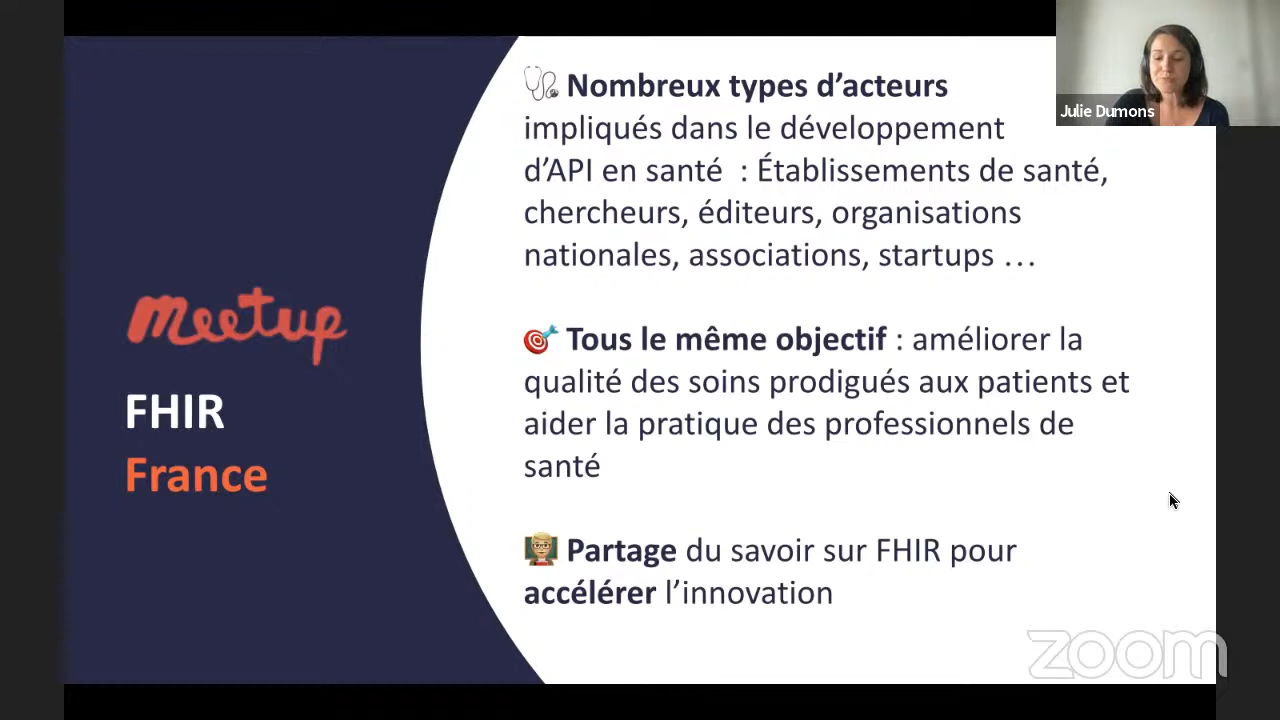 Nombreux types d’acteurs
impliqués dans le développement
d’API en santé  : Établissements de santé,
chercheurs, éditeurs, organisations
nationales, associations, startups …
Tous le même objectif : améliorer la
qualité des soins prodigués aux patients et
aider la pratique des professionnels de
santé
Partage du savoir sur FHIR pour
accélérer l’innovation
meetup
FHIR
France
Julie Dumons
zoom